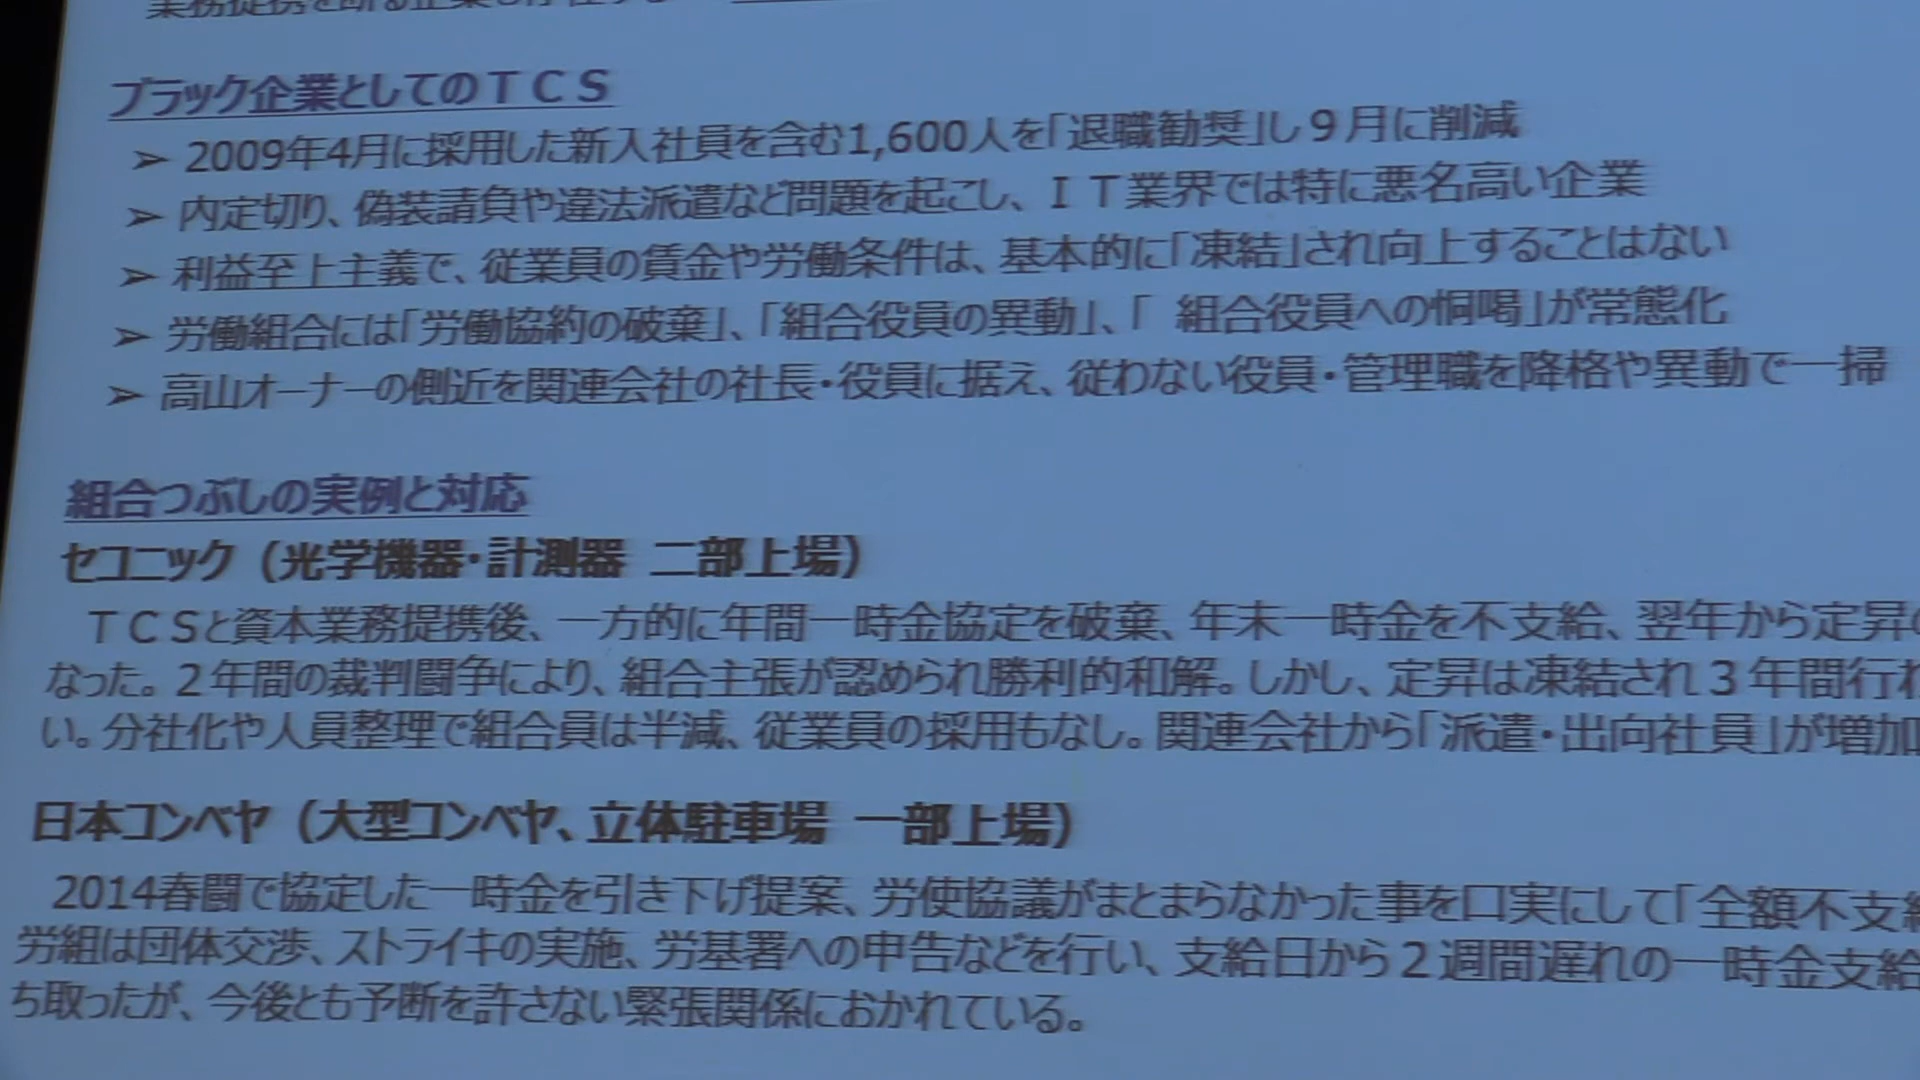 業務提携を断る企業も存在する
ブラック企業としてのＴＣＳ
➢ 2009年4月に採用した新入社員を含む1,600人を｢退職勧奨｣し９月に削減
➢ 内定切り、偽装請負や違法派遣など問題を起こし、ＩＴ業界では特に悪名高い企業
➢ 利益至上主義で、従業員の賃金や労働条件は、基本的に｢凍結｣され向上することはない
➢ 労働組合には｢労働協約の破棄｣、｢組合役員の異動｣、｢ 組合役員への恫喝｣が常態化
➢ 高山オーナーの側近を関連会社の社長・役員に据え、従わない役員・管理職を降格や異動で一掃
組合つぶしの実例と対応
セコニック（光学機器・計測器 二部上場）
ＴＣＳと資本業務提携後、一方的に年間一時金協定を破棄、年末一時金を不支給、翌年から定昇の
なった。２年間の裁判闘争により、組合主張が認められ勝利的和解。しかし、定昇は凍結され３年間行れ
い。分社化や人員整理で組合員は半減、従業員の採用もなし。関連会社から｢派遣・出向社員｣が増加
日本コンベヤ（大型コンベヤ、立体駐車場 一部上場）
2014春闘で協定した一時金を引き下げ提案、労使協議がまとまらなかった事を口実にして｢全額不支給
労組は団体交渉、ストライキの実施、労基署への申告などを行い、支給日から２週間遅れの一時金支給
ち取ったが、今後とも予断を許さない緊張関係におかれている。